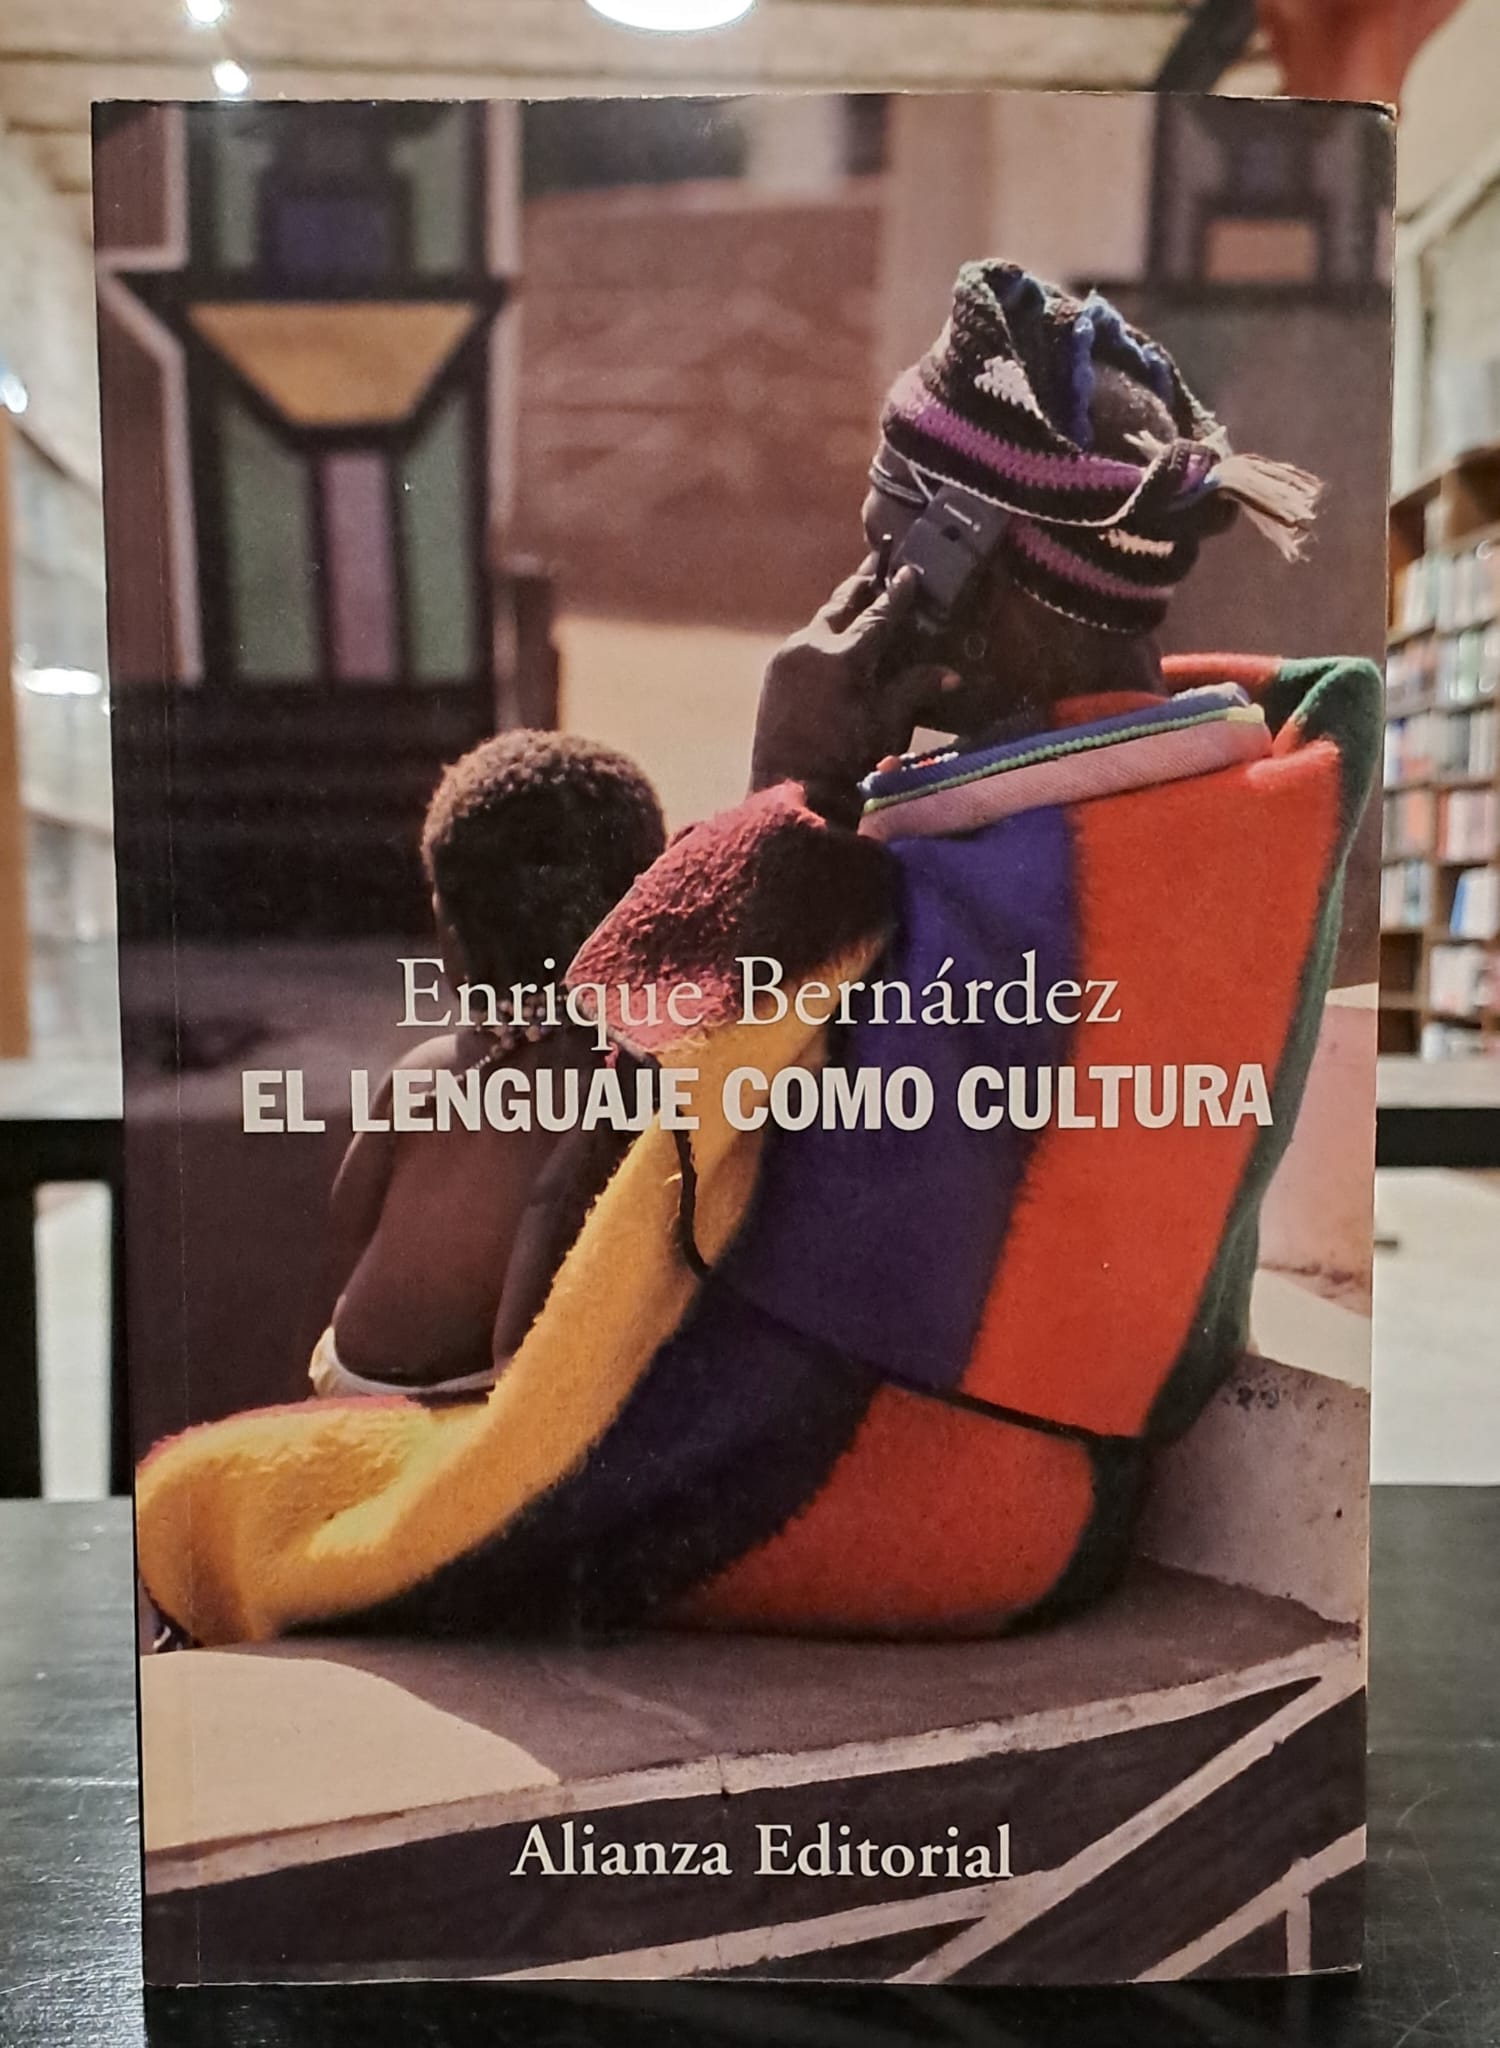 Enrique Bernárdez
EL LENGUAJE COMO CULTURA
Alianza Editorial